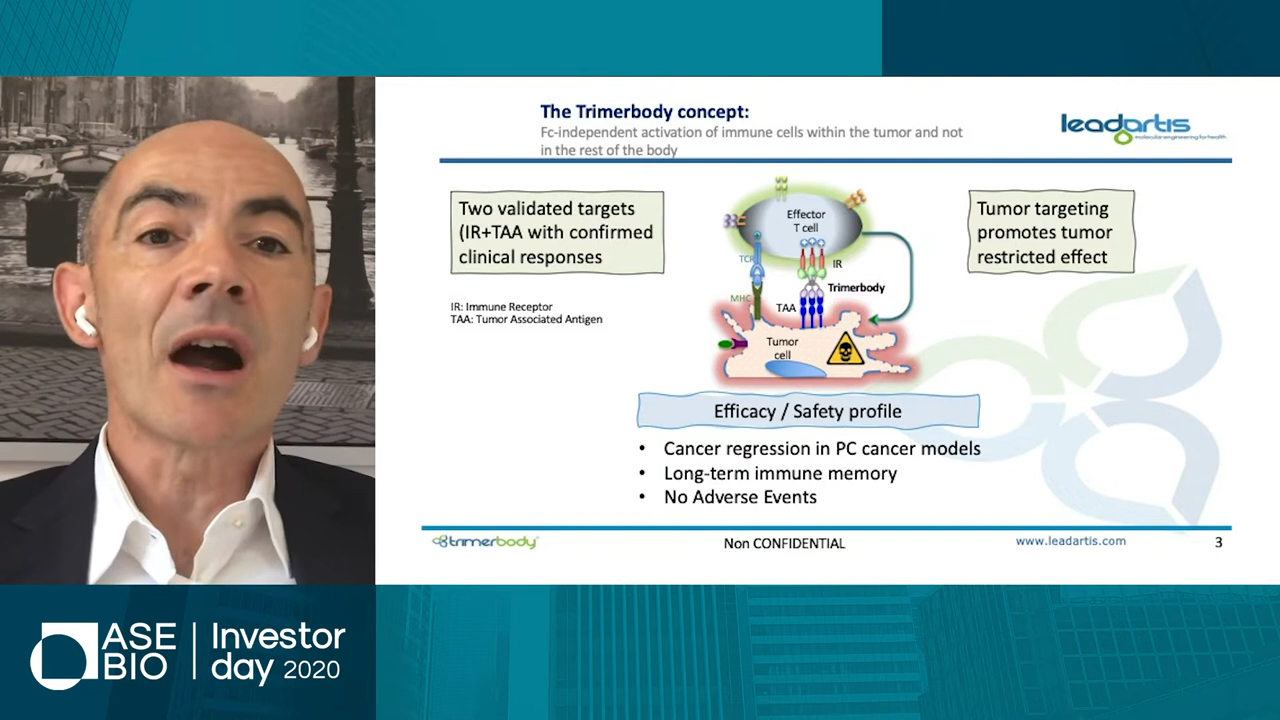 The Trimerbody concept:
Fc-independent activation of immune cells within the tumor and not
in the rest of the body
leadartis
molecular engineering for health
Two validated targets
(IR+TAA with confirmed
clinical responses
IR: Immune Receptor
TAA: Tumor Associated Antigen
Effector
T cell
TCR
IR
Trimerbody
MHC
TAA
Tumor
cell
Tumor targeting
promotes tumor
restricted effect
Efficacy / Safety profile
• Cancer regression in PC cancer models
• Long-term immune memory
• No Adverse Events
trimerbody
Non CONFIDENTIAL
www.leadartis.com
3
ASE
BIO
Investor
day 2020